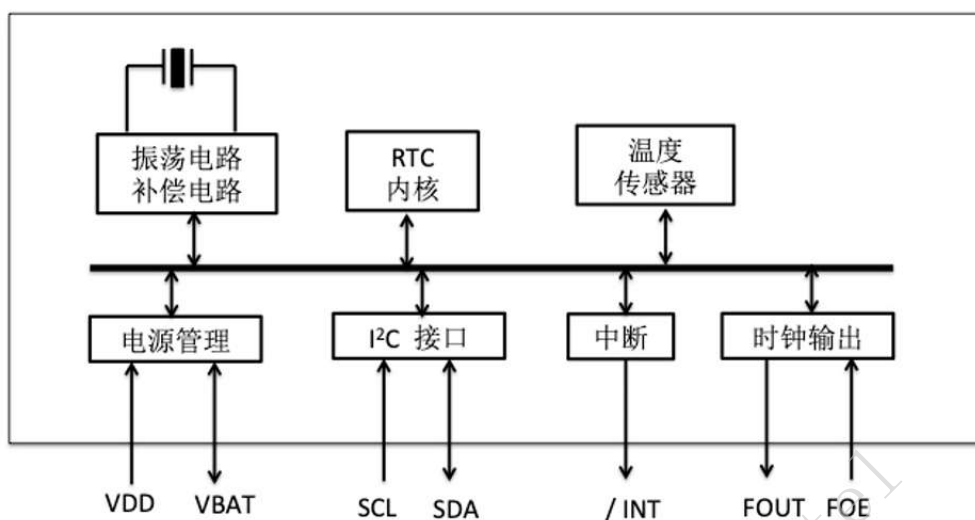 振荡电路
补偿电路
RTC
内核
温度
传感器
电源管理
I²C 接口
中断
时钟输出
VDD
VBAT
SCL
SDA
/ INT
FOUT
FOE